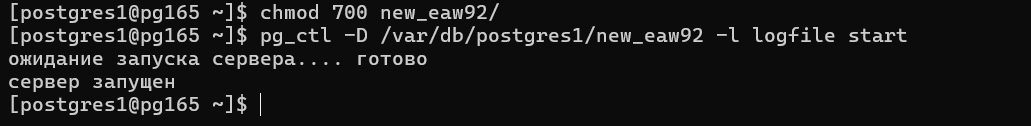 [postgres1@pg165 ~]$ chmod 700 new_eaw92/
[postgres1@pg165 ~]$ pg_ctl -D /var/db/postgres1/new_eaw92 -l logfile start
ожидание запуска сервера.... готово
сервер запущен
[postgres1@pg165 ~]$